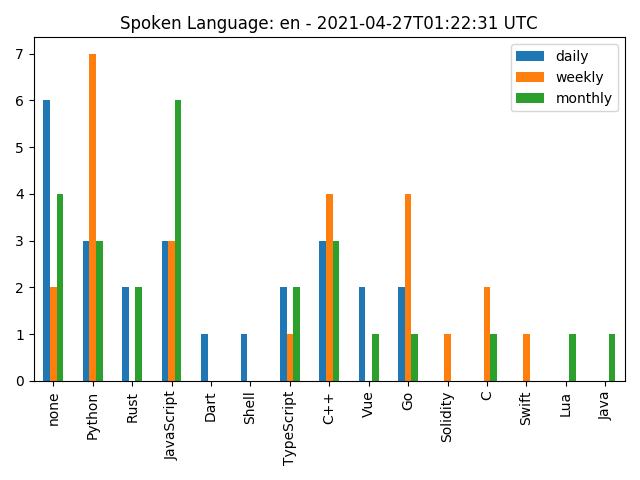 Spoken Language: en - 2021-04-27T01:22:31 UTC
daily
weekly
monthly
7
6
5
4
3
2
1
0
none
Python
Rust
JavaScript
Dart
Shell
TypeScript
C++
Vue
Go
Solidity
C
Swift
Lua
Java